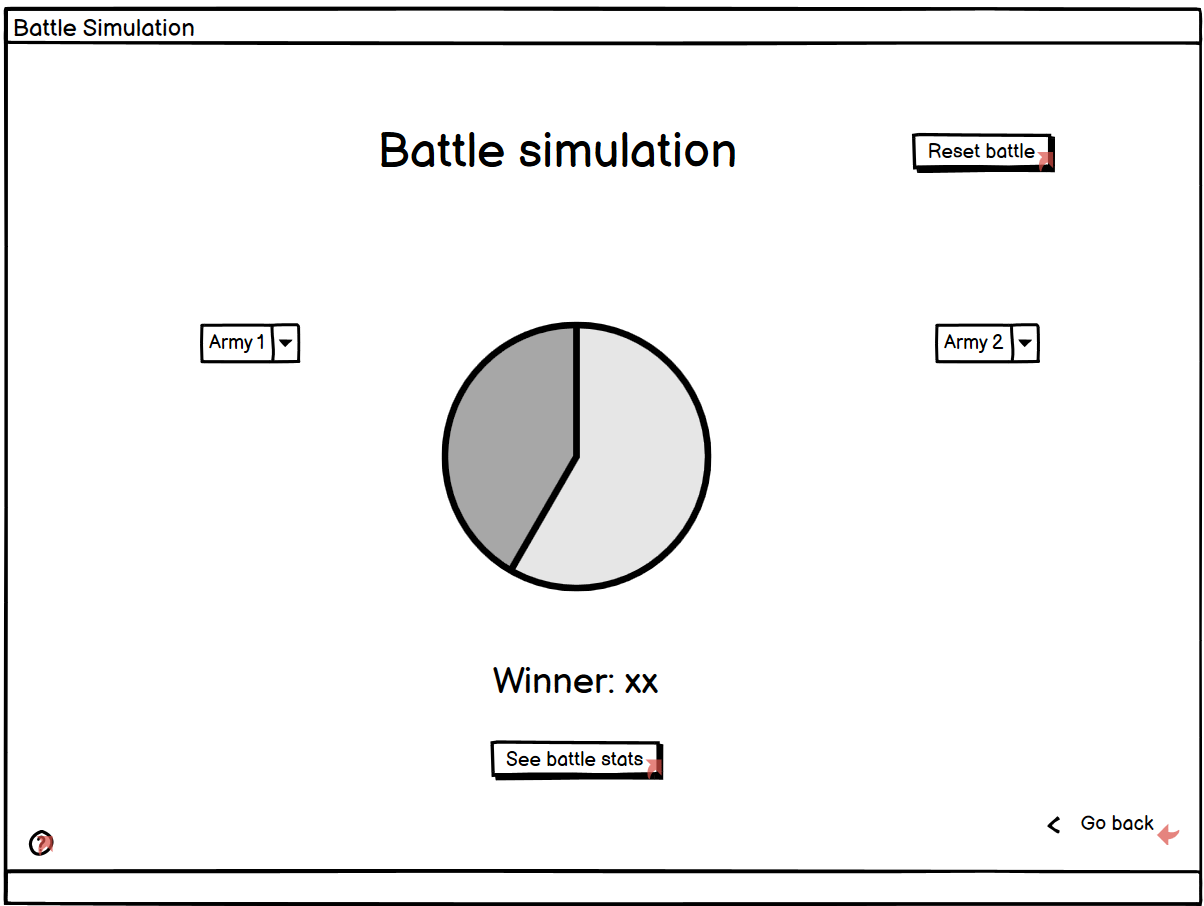 Battle Simulation
Battle simulation
Reset battle
Army 1
Army 2
Winner: xx
See battle stats
< Go back
?